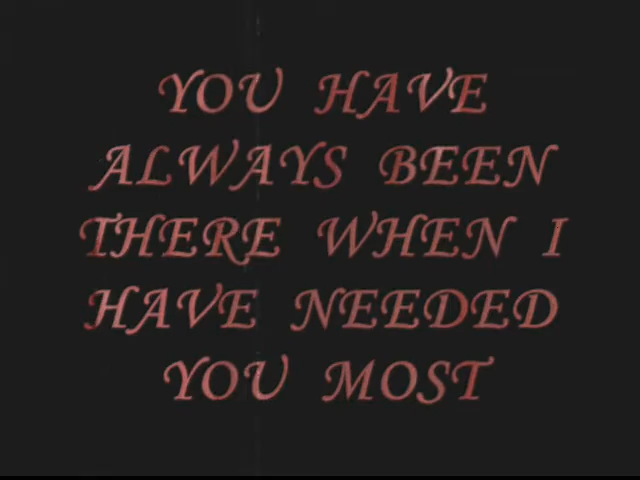 YOU HAVE
ALWAYS BEEN
THERE WHEN I
HAVE NEEDED
YOU MOST